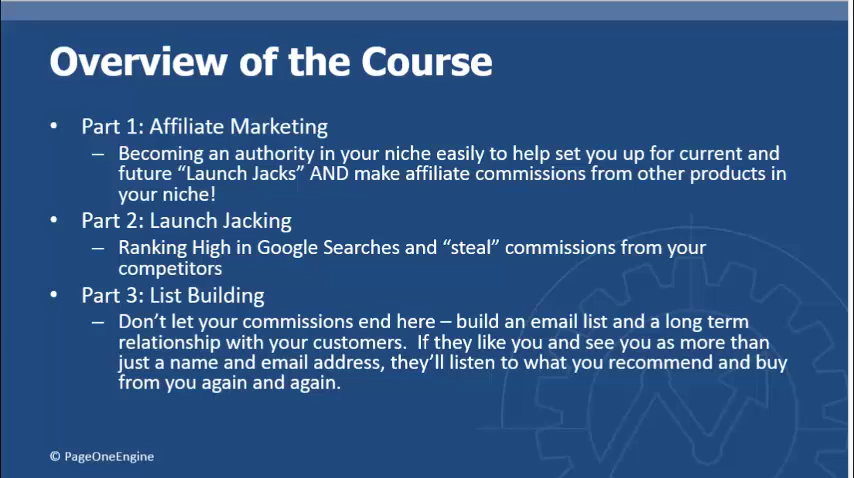 Overview of the Course
• Part 1: Affiliate Marketing
– Becoming an authority in your niche easily to help set you up for current and
future “Launch Jacks” AND make affiliate commissions from other products in
your niche!
• Part 2: Launch Jacking
– Ranking High in Google Searches and “steal” commissions from your
competitors
• Part 3: List Building
– Don’t let your commissions end here – build an email list and a long term
relationship with your customers.  If they like you and see you as more than
just a name and email address, they’ll listen to what you recommend and buy
from you again and again.
© PageOneEngine